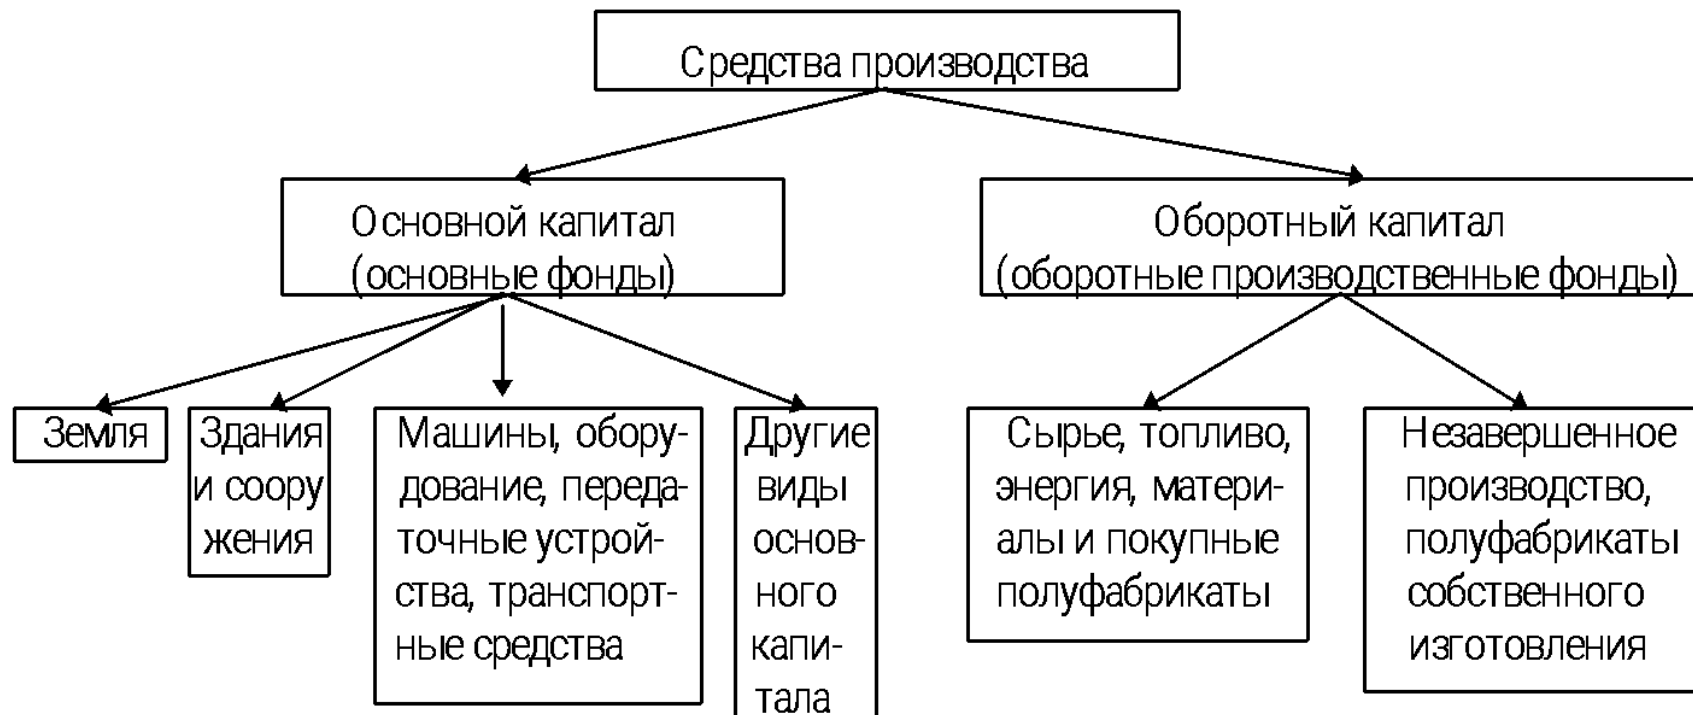 Средства производства
Основной капитал
(основные фонды)
Оборотный капитал
(оборотные производственные фонды)
Земля
Здания
и соору
жения
Машины, обору-
дование, переда-
точные устрой-
ства, транспорт-
ные средства
Другие
виды
основ-
ного
капи-
тала
Сырье, топливо,
энергия, матери-
алы и покупные
полуфабрикаты
Незавершенное
производство,
полуфабрикаты
собственного
изготовления